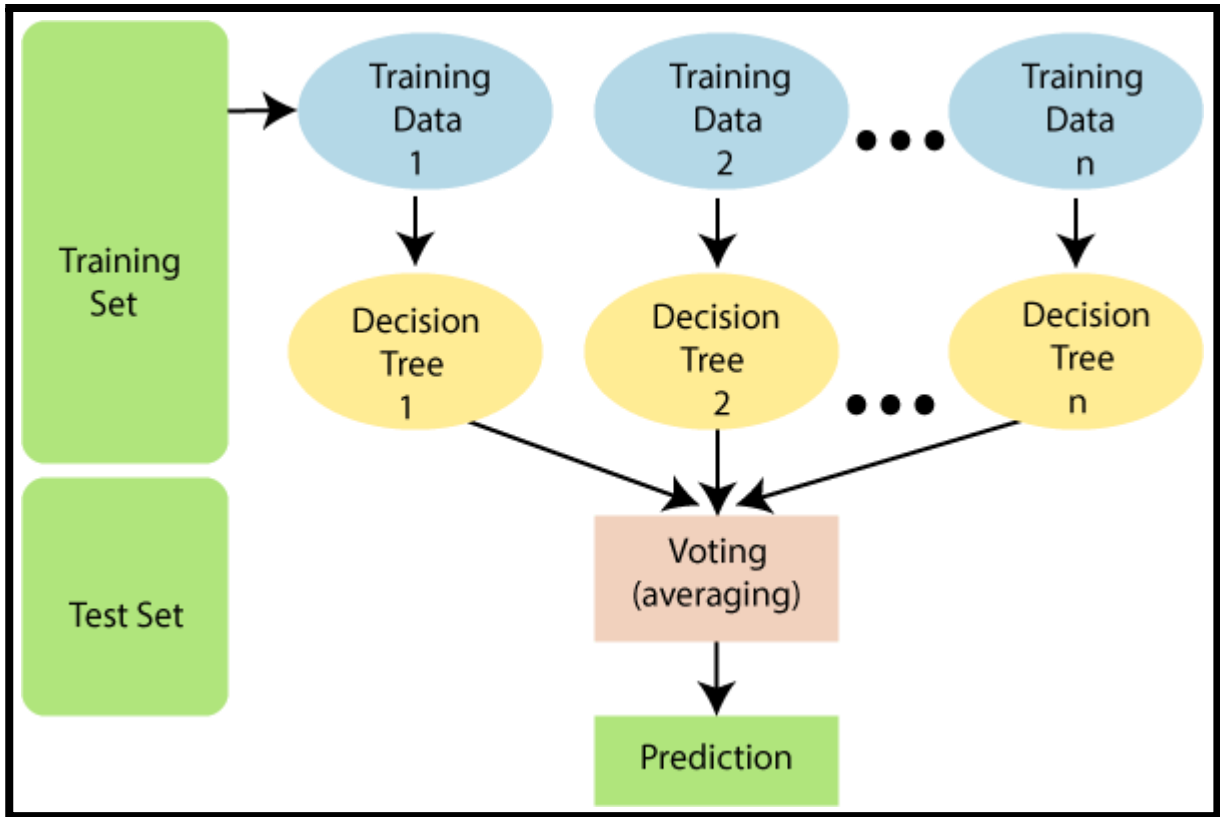 Training
Data
1
Training
Data
2
Training
Data
n
Training
Set
Decision
Tree
1
Decision
Tree
2
Decision
Tree
n
Voting
(averaging)
Test Set
Prediction